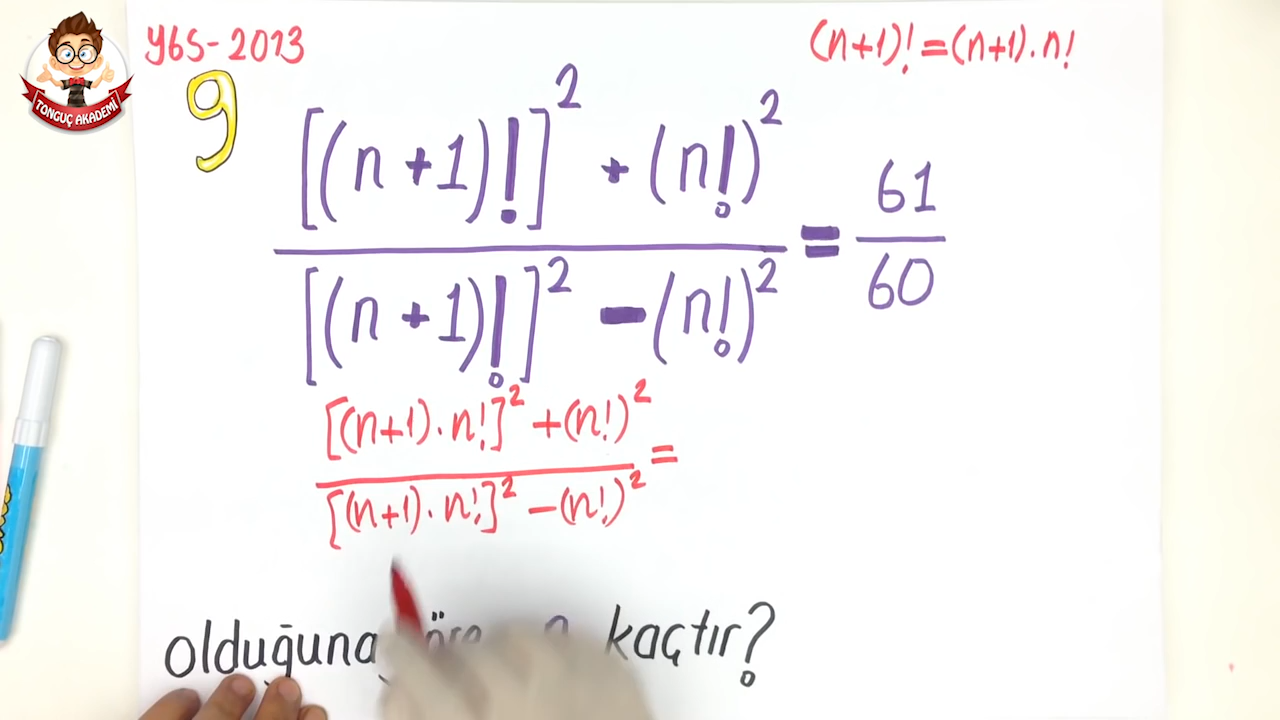 TONGUÇ AKADEMİ
YGS-2013
(n+1)! = (n+1).n!
9
[(n+1)!]² + (n!)²
[(n+1)!]² - (n!)²
= 61/60
[(n+1).n!]² + (n!)²
[(n+1).n!]² - (n!)²
=
olduğuna kaçtır?